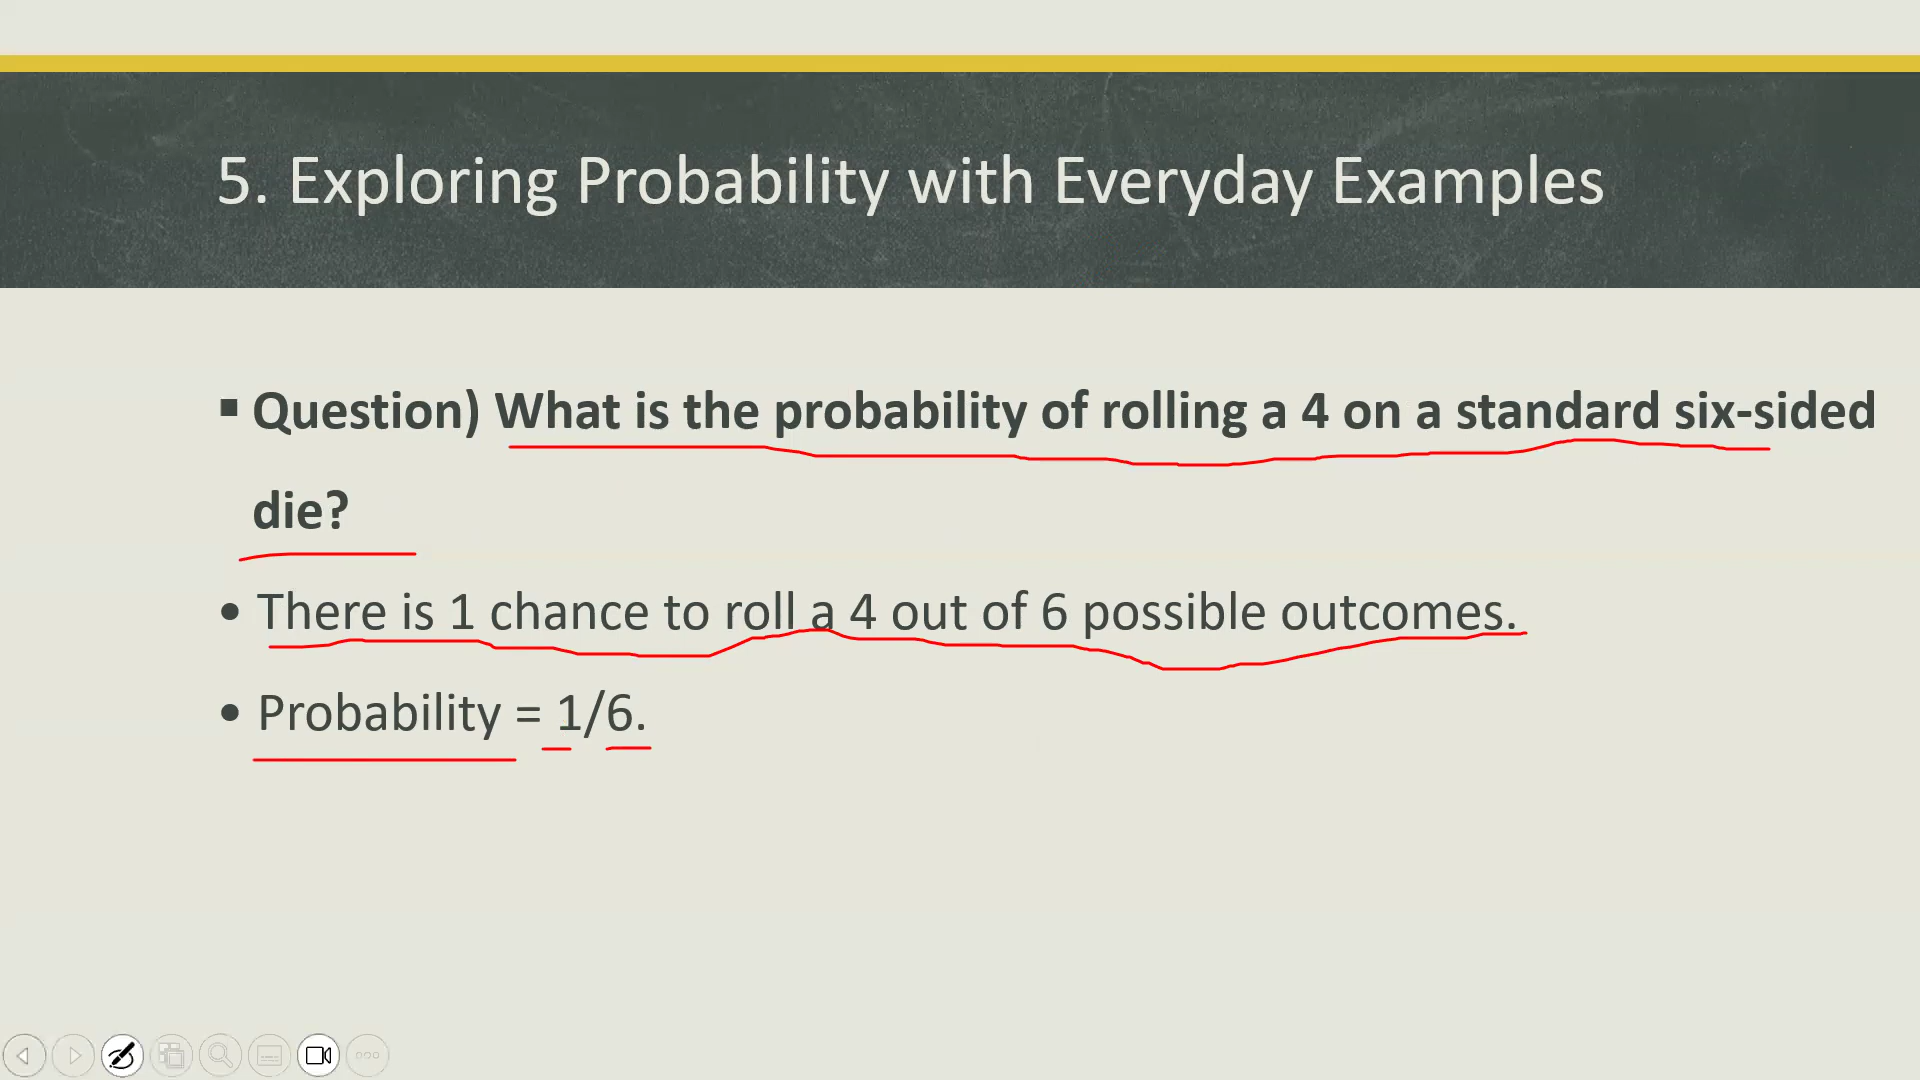 5. Exploring Probability with Everyday Examples
▪ Question) What is the probability of rolling a 4 on a standard six-sided
die?
• There is 1 chance to roll a 4 out of 6 possible outcomes.
• Probability = 1/6.